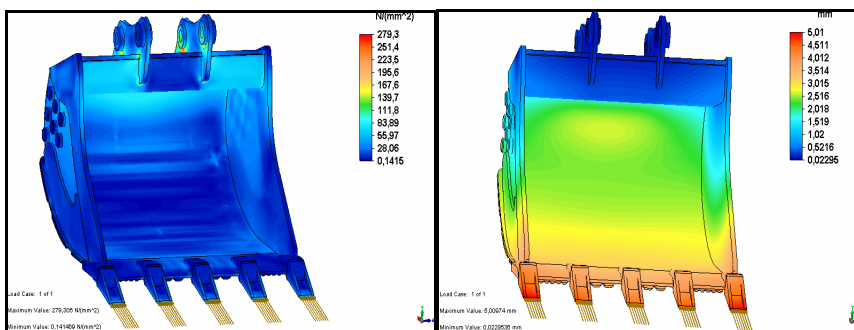 N/(mm^2)
279,3
251,4
223,5
195,6
139,7
111,8
83,89
55,97
28,06
0,1415
Load Case: 1 of 1
Maximum Value: 279,305 N/(mm^2)
Minimum Value: 0,141469 N/(mm^2)
mm
5,01
4,511
4,012
3,514
3,015
2,516
2,018
1,519
1,02
0,5216
0,02295
Load Case: 1 of 1
Maximum Value: 5,00974 mm
Minimum Value: 0,0229536 mm